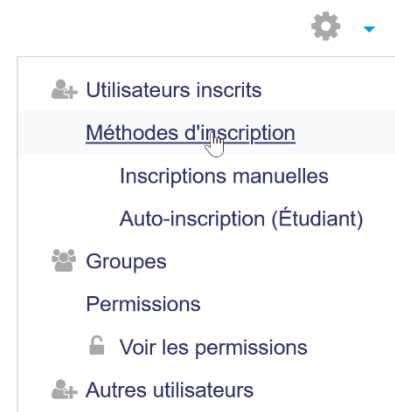 Utilisateurs inscrits
Méthodes d'inscription
Inscriptions manuelles
Auto-inscription (Étudiant)
Groupes
Permissions
Voir les permissions
Autres utilisateurs